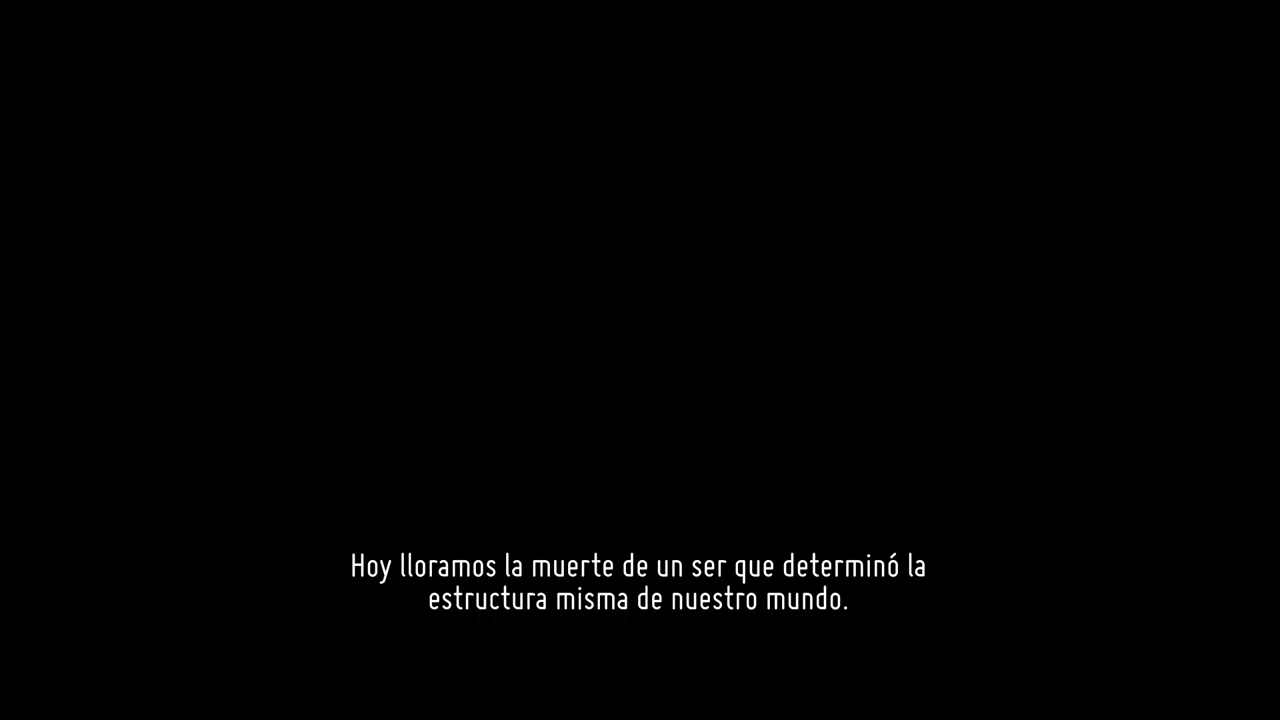 Hoy lloramos la muerte de un ser que determinó la
estructura misma de nuestro mundo.